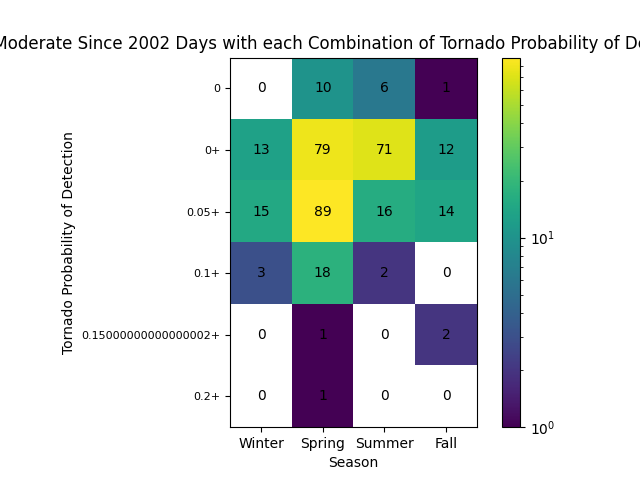 Moderate Since 2002 Days with each Combination of Tornado Probability of De
0 0 10 6 1
0+ 13 79 71 12
0.05+ 15 89 16 14
0.1+ 3 18 2 0
0.15000000000000002+ 0 1 0 2
0.2+ 0 1 0 0
Winter Spring Summer Fall
Season
Tornado Probability of Detection
10¹
10⁰